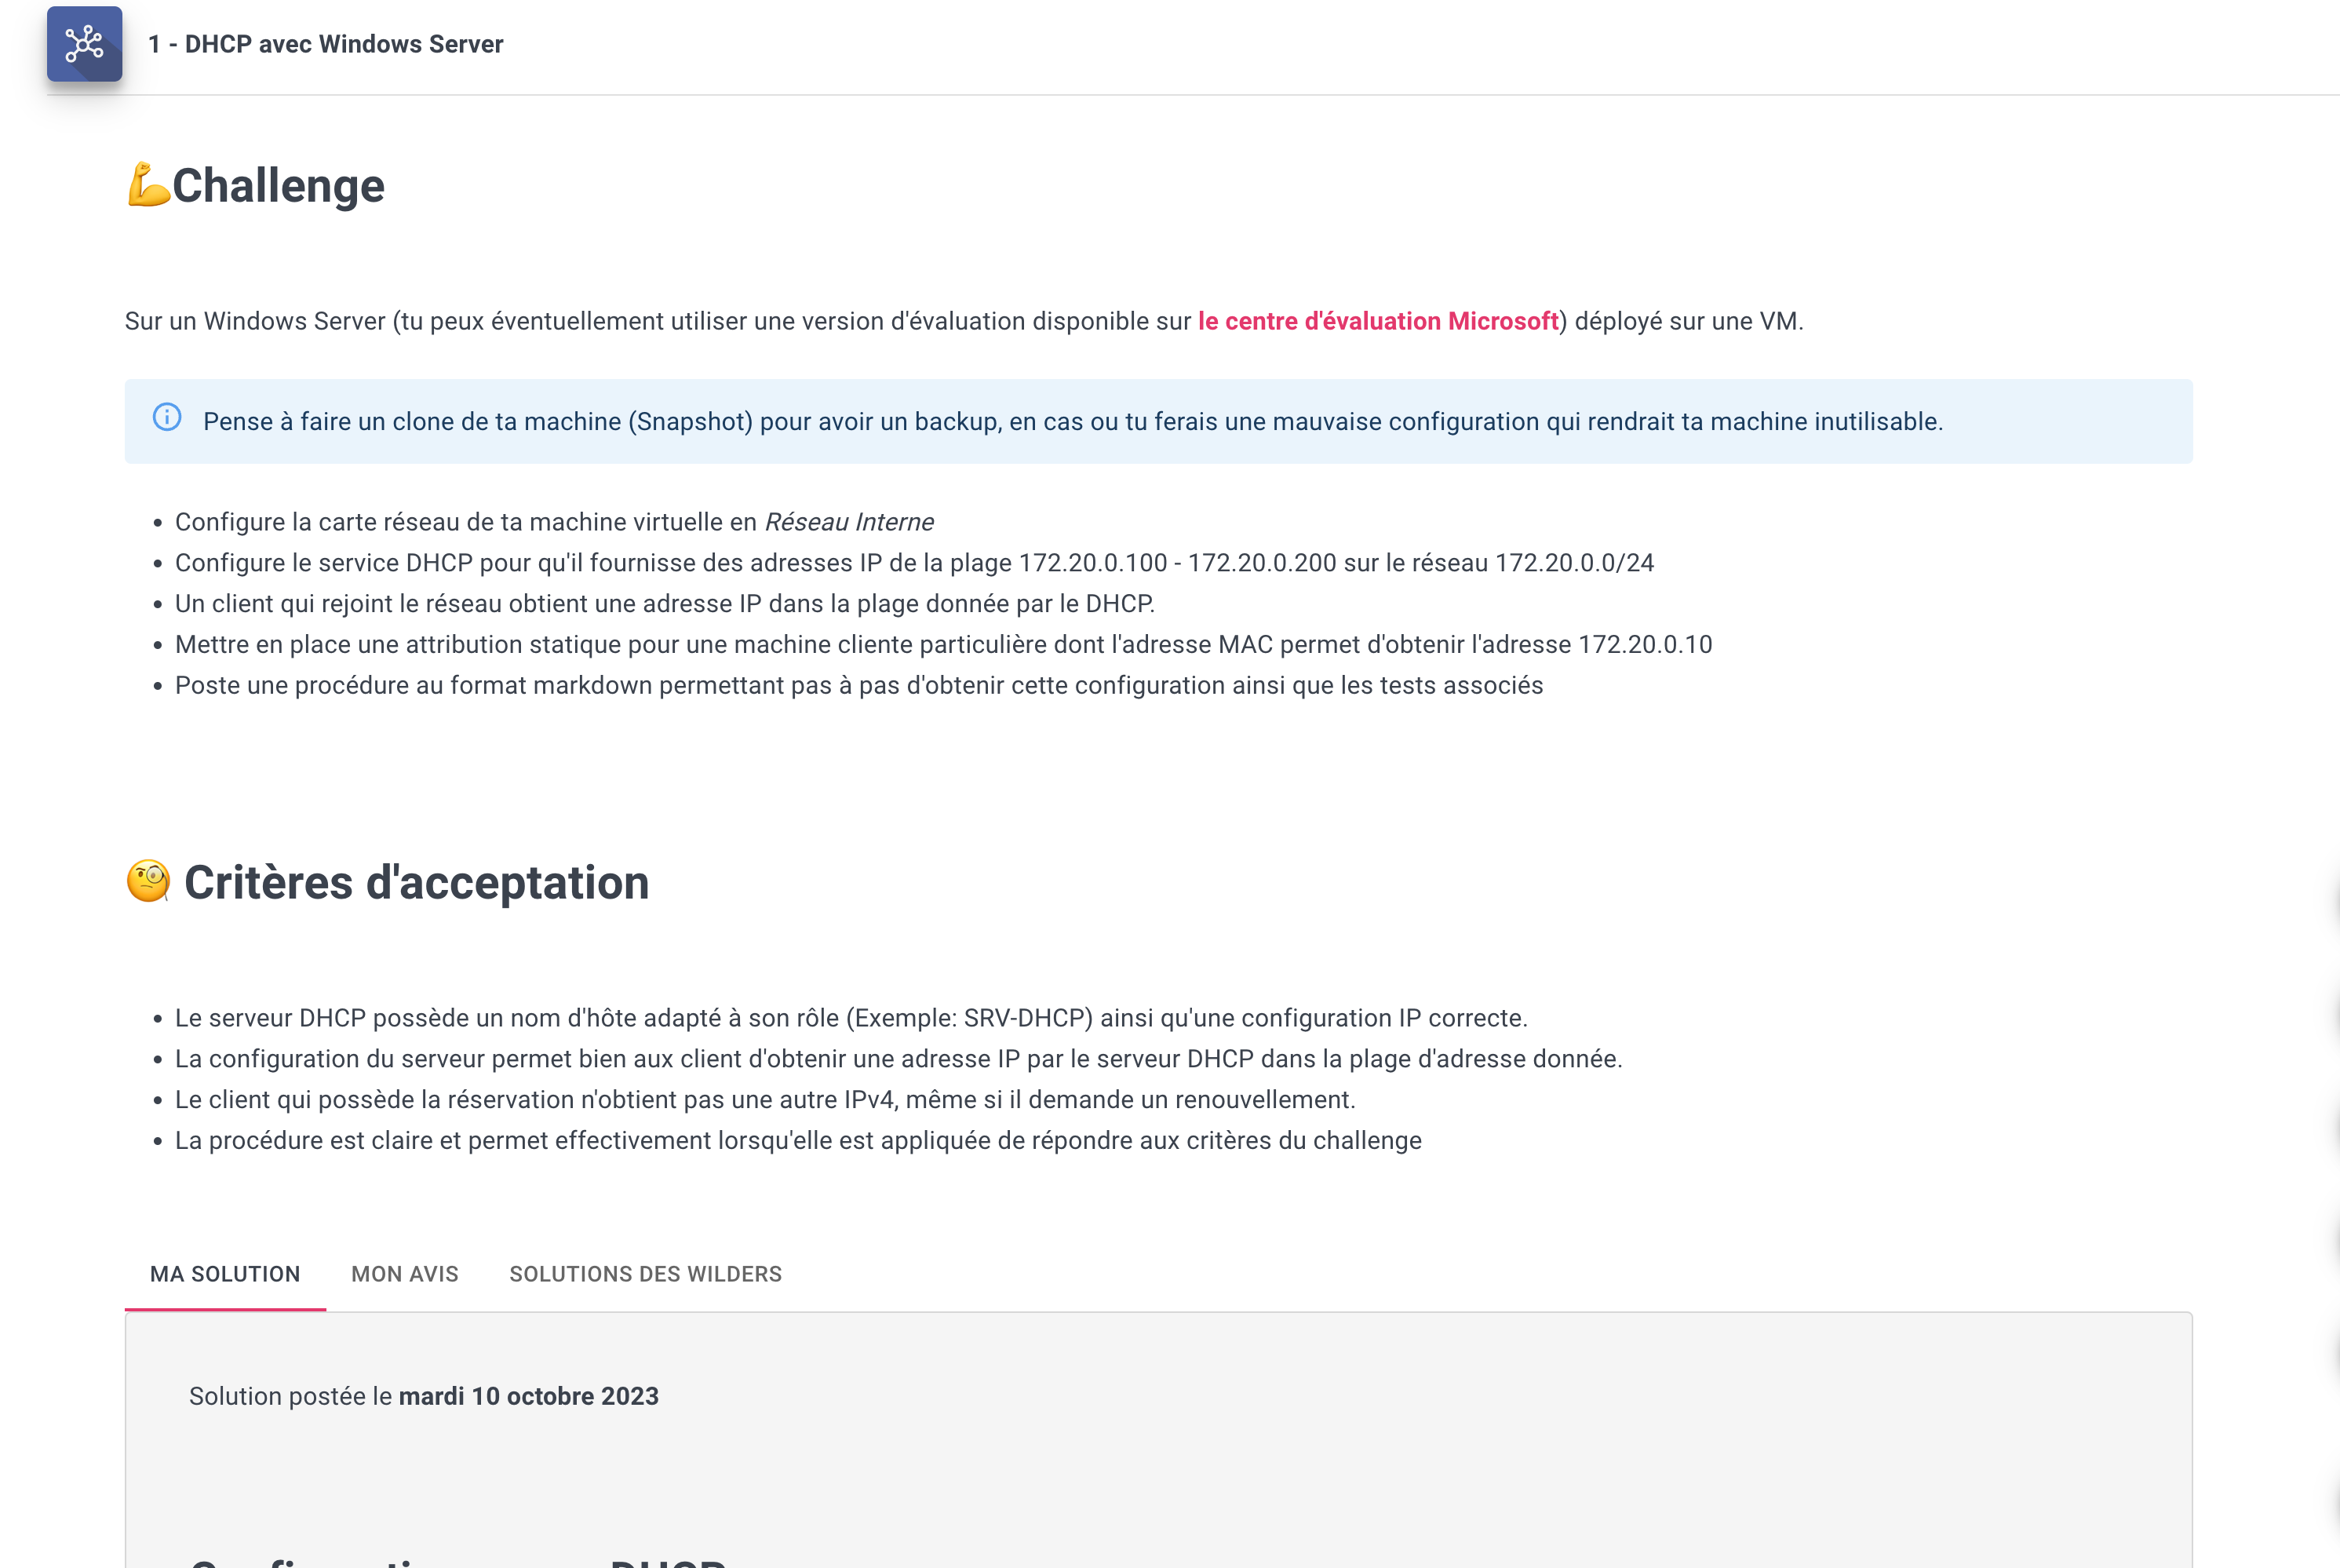 1 - DHCP avec Windows Server
💪Challenge
Sur un Windows Server (tu peux éventuellement utiliser une version d'évaluation disponible sur le centre d'évaluation Microsoft) déployé sur une VM.
Pense à faire un clone de ta machine (Snapshot) pour avoir un backup, en cas ou tu ferais une mauvaise configuration qui rendrait ta machine inutilisable.
• Configure la carte réseau de ta machine virtuelle en Réseau Interne
• Configure le service DHCP pour qu'il fournisse des adresses IP de la plage 172.20.0.100 - 172.20.0.200 sur le réseau 172.20.0.0/24
• Un client qui rejoint le réseau obtient une adresse IP dans la plage donnée par le DHCP.
• Mettre en place une attribution statique pour une machine cliente particulière dont l'adresse MAC permet d'obtenir l'adresse 172.20.0.10
• Poste une procédure au format markdown permettant pas à pas d'obtenir cette configuration ainsi que les tests associés
🧐 Critères d'acceptation
• Le serveur DHCP possède un nom d'hôte adapté à son rôle (Exemple: SRV-DHCP) ainsi qu'une configuration IP correcte.
• La configuration du serveur permet bien aux client d'obtenir une adresse IP par le serveur DHCP dans la plage d'adresse donnée.
• Le client qui possède la réservation n'obtient pas une autre IPv4, même si il demande un renouvellement.
• La procédure est claire et permet effectivement lorsqu'elle est appliquée de répondre aux critères du challenge
MA SOLUTION MON AVIS SOLUTIONS DES WILDERS
Solution postée le mardi 10 octobre 2023